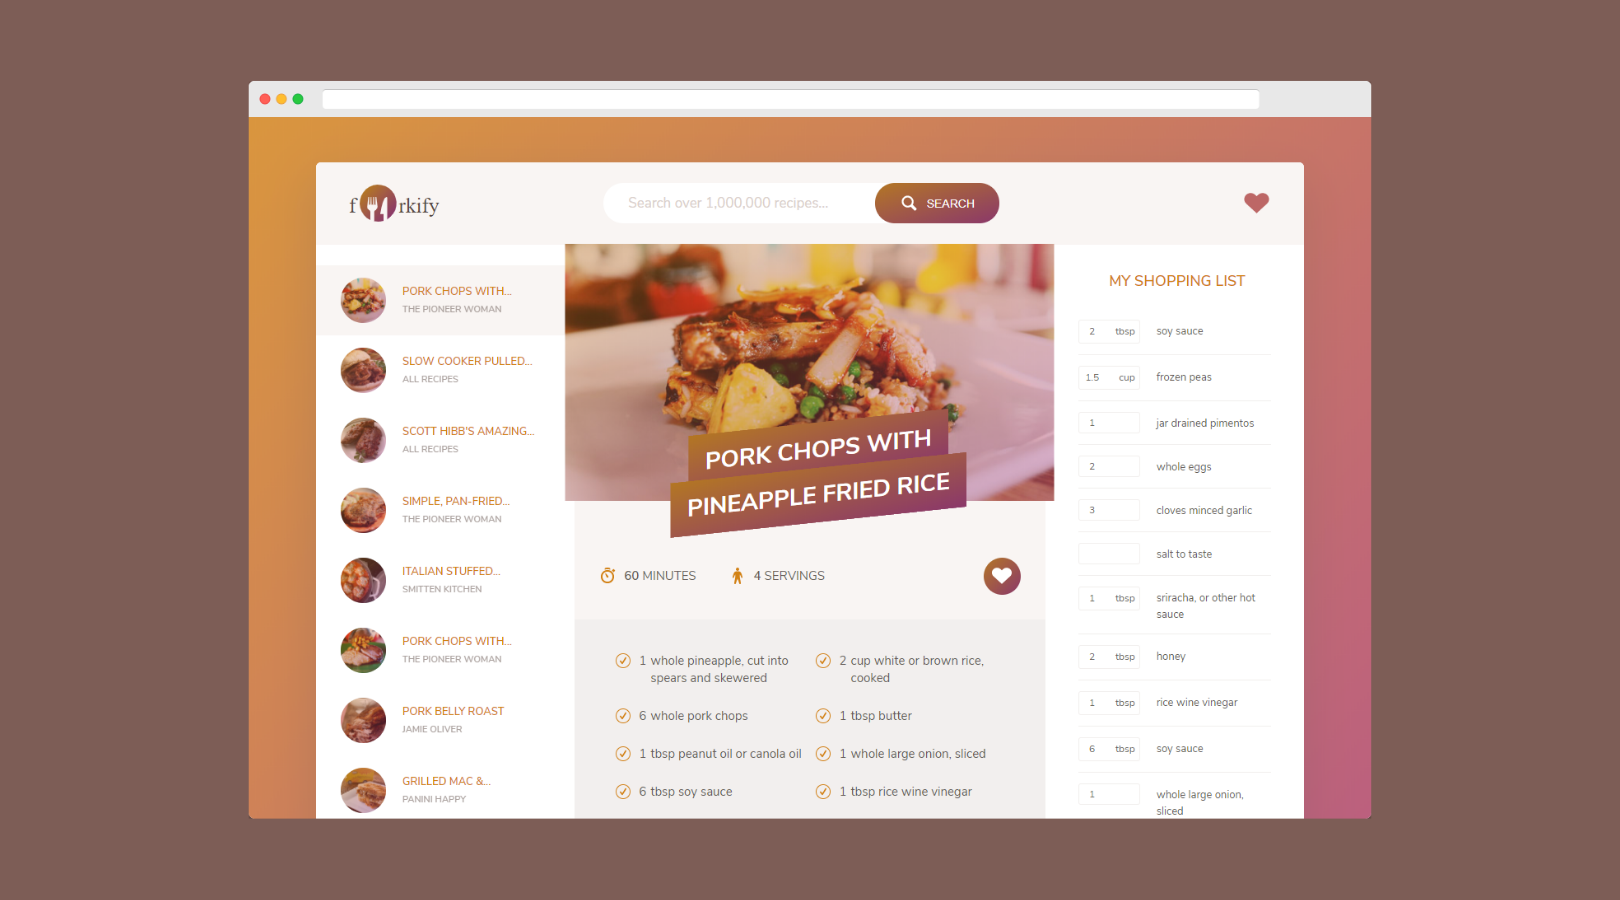 forkify
Search over 1,000,000 recipes...
SEARCH
PORK CHOPS WITH...
THE PIONEER WOMAN
SLOW COOKER PULLED...
ALL RECIPES
SCOTT HIBB'S AMAZING...
ALL RECIPES
SIMPLE, PAN-FRIED...
THE PIONEER WOMAN
ITALIAN STUFFED...
SMITTEN KITCHEN
PORK CHOPS WITH...
THE PIONEER WOMAN
PORK BELLY ROAST
JAMIE OLIVER
GRILLED MAC &...
PANINI HAPPY
PORK CHOPS WITH
PINEAPPLE FRIED RICE
60 MINUTES
4 SERVINGS
1 whole pineapple, cut into
spears and skewered
2 cup white or brown rice,
cooked
6 whole pork chops
1 tbsp butter
1 tbsp peanut oil or canola oil
1 whole large onion, sliced
6 tbsp soy sauce
1 tbsp rice wine vinegar
MY SHOPPING LIST
2 tbsp soy sauce
1.5 cup frozen peas
1 jar drained pimentos
2 whole eggs
3 cloves minced garlic
salt to taste
1 tbsp sriracha, or other hot
sauce
2 tbsp honey
1 tbsp rice wine vinegar
6 tbsp soy sauce
1 whole large onion,
sliced